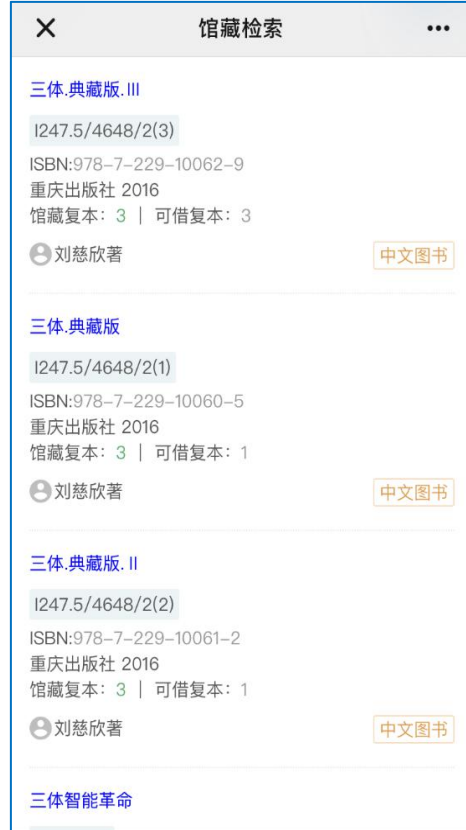 馆藏检索
三体.典藏版.III
I247.5/4648/2(3)
ISBN:978-7-229-10062-9
重庆出版社 2016
馆藏复本：3 | 可借复本：3
刘慈欣著
中文图书
三体.典藏版
I247.5/4648/2(1)
ISBN:978-7-229-10060-5
重庆出版社 2016
馆藏复本：3 | 可借复本：1
刘慈欣著
中文图书
三体.典藏版. II
I247.5/4648/2(2)
ISBN:978-7-229-10061-2
重庆出版社 2016
馆藏复本：3 | 可借复本：1
刘慈欣著
中文图书
三体智能革命